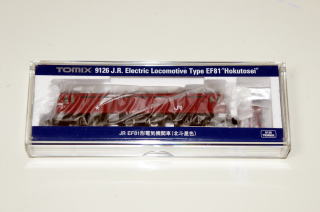 TOMIX 9126 J.R. Electric Locomotive Type EF81"Hokutosei"
JR EF81形電気機関車(北斗星色)